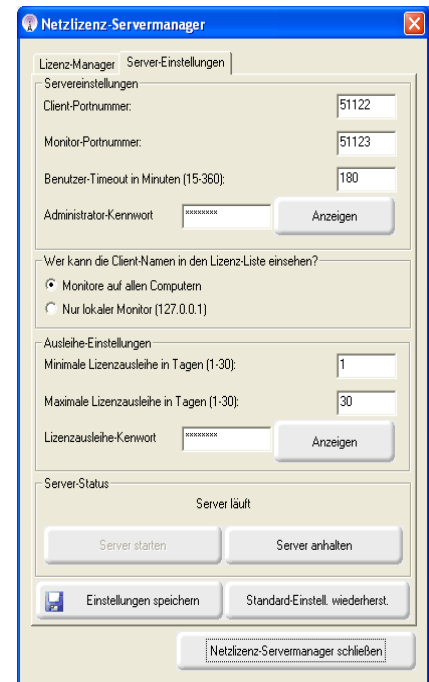 Netzlizenz-Servermanager
Lizenz-Manager Server-Einstellungen
Servereinstellungen
Client-Portnummer: 51122
Monitor-Portnummer: 51123
Benutzer-Timeout in Minuten (15-360): 180
Administrator-Kennwort xxxxxxxx Anzeigen
Wer kann die Client-Namen in den Lizenz-Liste einsehen?
Monitore auf allen Computern
Nur lokaler Monitor (127.0.0.1)
Ausleihe-Einstellungen
Minimale Lizenzausleihe in Tagen (1-30): 1
Maximale Lizenzausleihe in Tagen (1-30): 30
Lizenzausleihe-Kenwort xxxxxxxx Anzeigen
Server-Status
Server läuft
Server starten Server anhalten
Einstellungen speichern Standard-Einstell. wiederherst.
Netzlizenz-Servermanager schließen